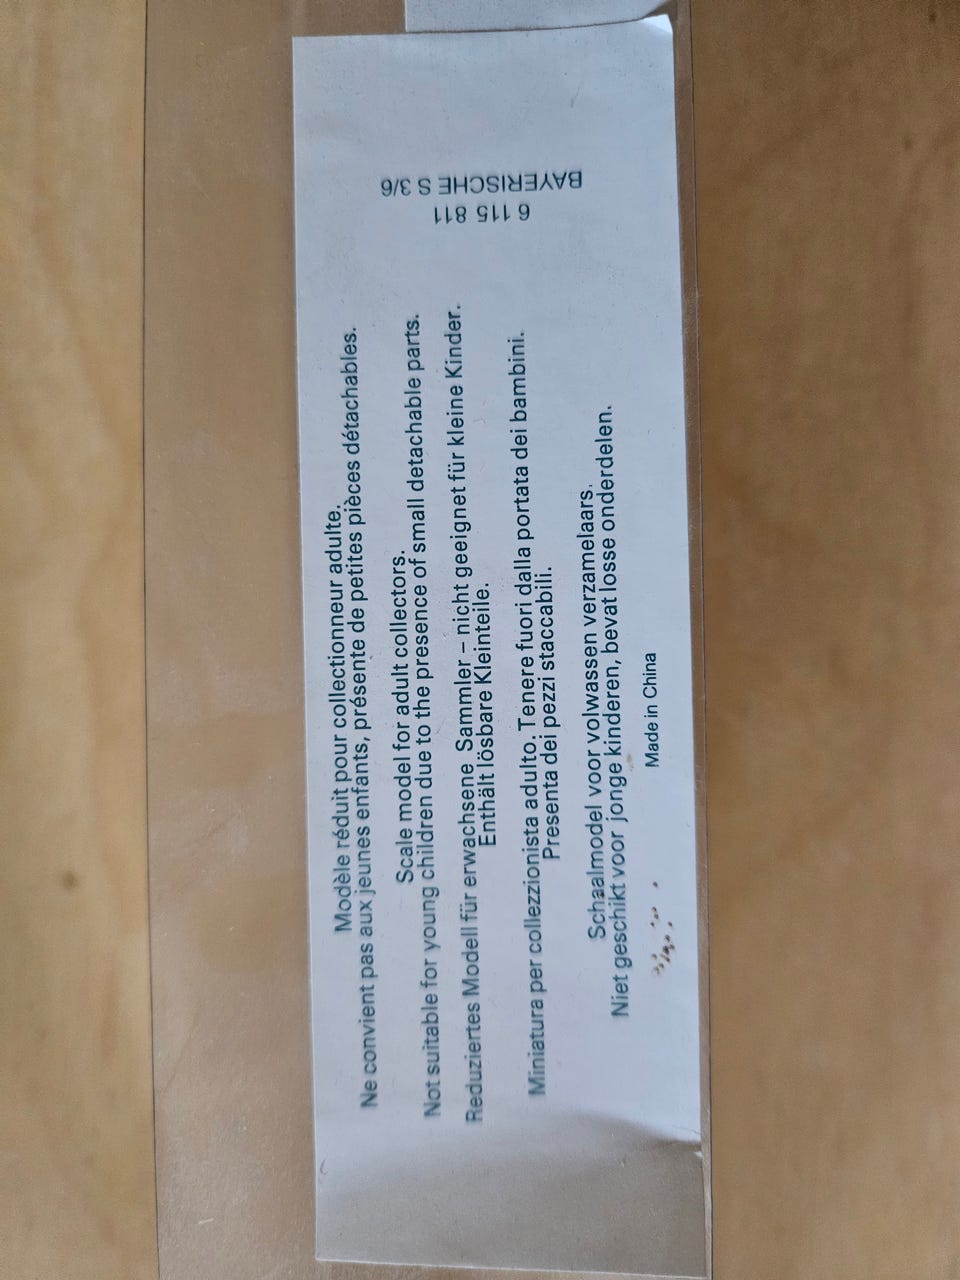 Modèle réduit pour collectionneur adulte.
Ne convient pas aux jeunes enfants, présente de petites pièces détachables.
Scale model for adult collectors.
Not suitable for young children due to the presence of small detachable parts.
Reduziertes Modell für erwachsene Sammler – nicht geeignet für kleine Kinder.
Enthält lösbare Kleinteile.
Miniatura per collezzionista adulto. Tenere fuori dalla portata dei bambini.
Presenta dei pezzi staccabili.
Schaalmodel voor volwassen verzamelaars.
Niet geschikt voor jonge kinderen, bevat losse onderdelen.
Made in China
6 115 811
BAYERISCHE S 3/6